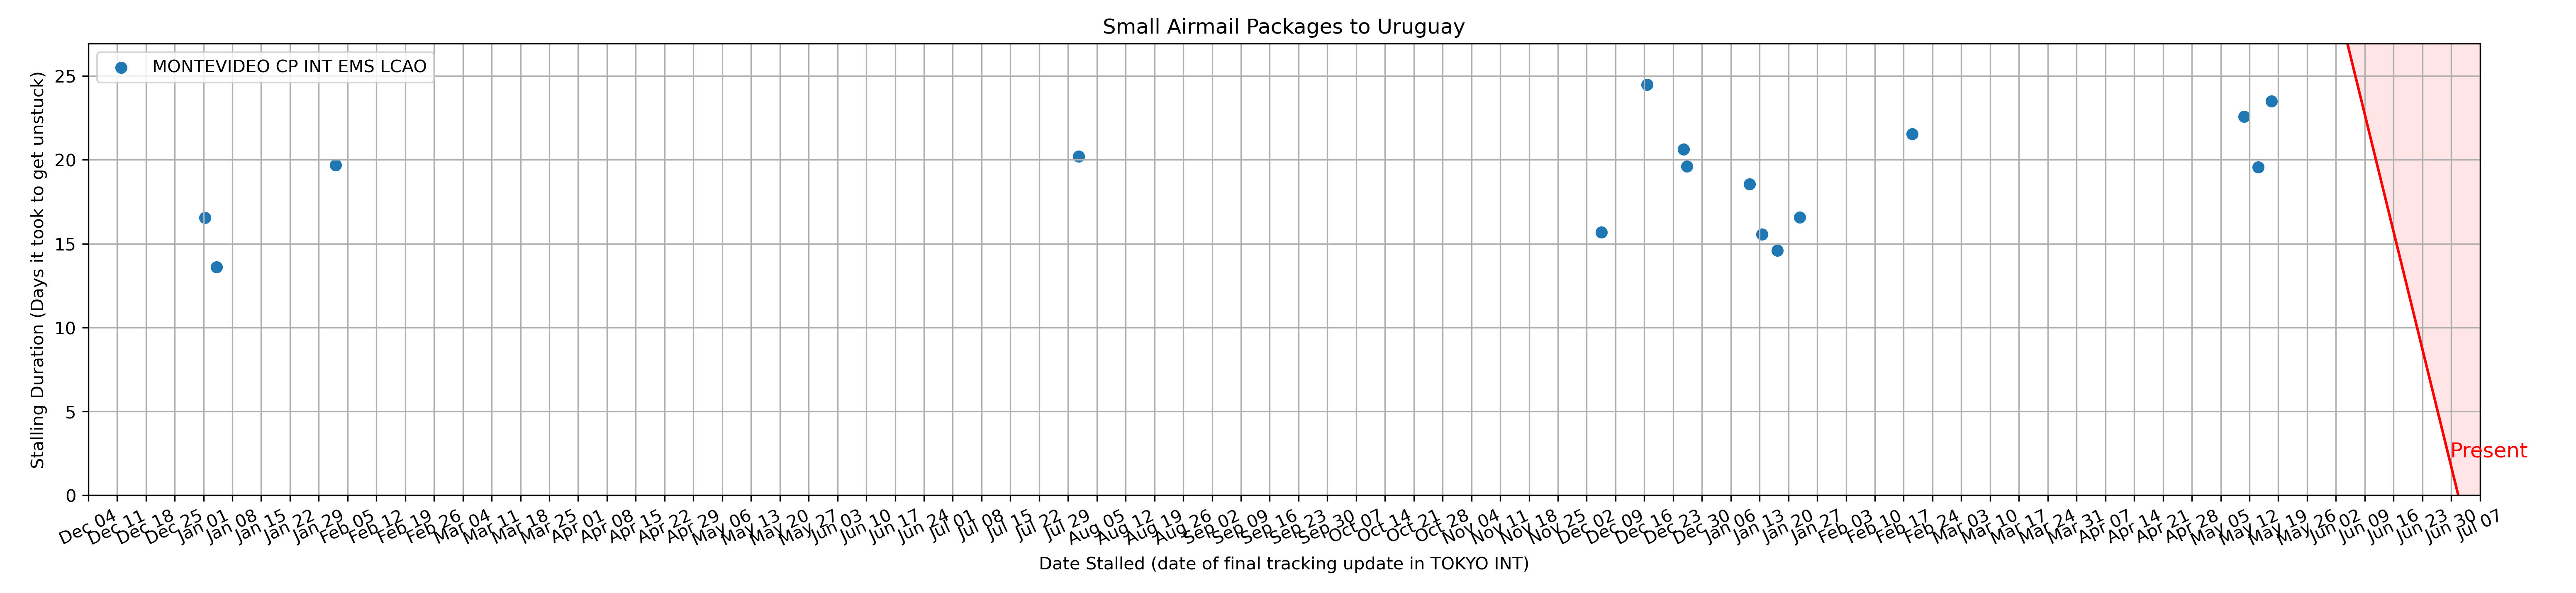 Small Airmail Packages to Uruguay
MONTEVIDEO CP INT EMS LCAO
Stalling Duration (Days it took to get unstuck)
25
20
15
10
5
0
Present
Dec 04 Dec 11 Dec 18 Dec 25 Jan 01 Jan 08 Jan 15 Jan 22 Jan 29 Feb 05 Feb 12 Feb 19 Feb 26 Mar 04 Mar 11 Mar 18 Mar 25 Apr 01 Apr 08 Apr 15 Apr 22 Apr 29 May 06 May 13 May 20 May 27 Jun 03 Jun 10 Jun 17 Jun 24 Jul 01 Jul 08 Jul 15 Jul 22 Jul 29 Aug 05 Aug 12 Aug 19 Aug 26 Sep 02 Sep 09 Sep 16 Sep 23 Sep 30 Oct 07 Oct 14 Oct 21 Oct 28 Nov 04 Nov 11 Nov 18 Nov 25 Dec 02 Dec 09 Dec 16 Dec 23 Dec 30 Jan 06 Jan 13 Jan 20 Jan 27 Feb 03 Feb 10 Feb 17 Feb 24 Mar 03 Mar 10 Mar 17 Mar 24 Mar 31 Apr 07 Apr 14 Apr 21 Apr 28 May 05 May 12 May 19 May 26 Jun 02 Jun 09 Jun 16 Jun 23 Jun 30 Jul 07
Date Stalled (date of final tracking update in TOKYO INT)